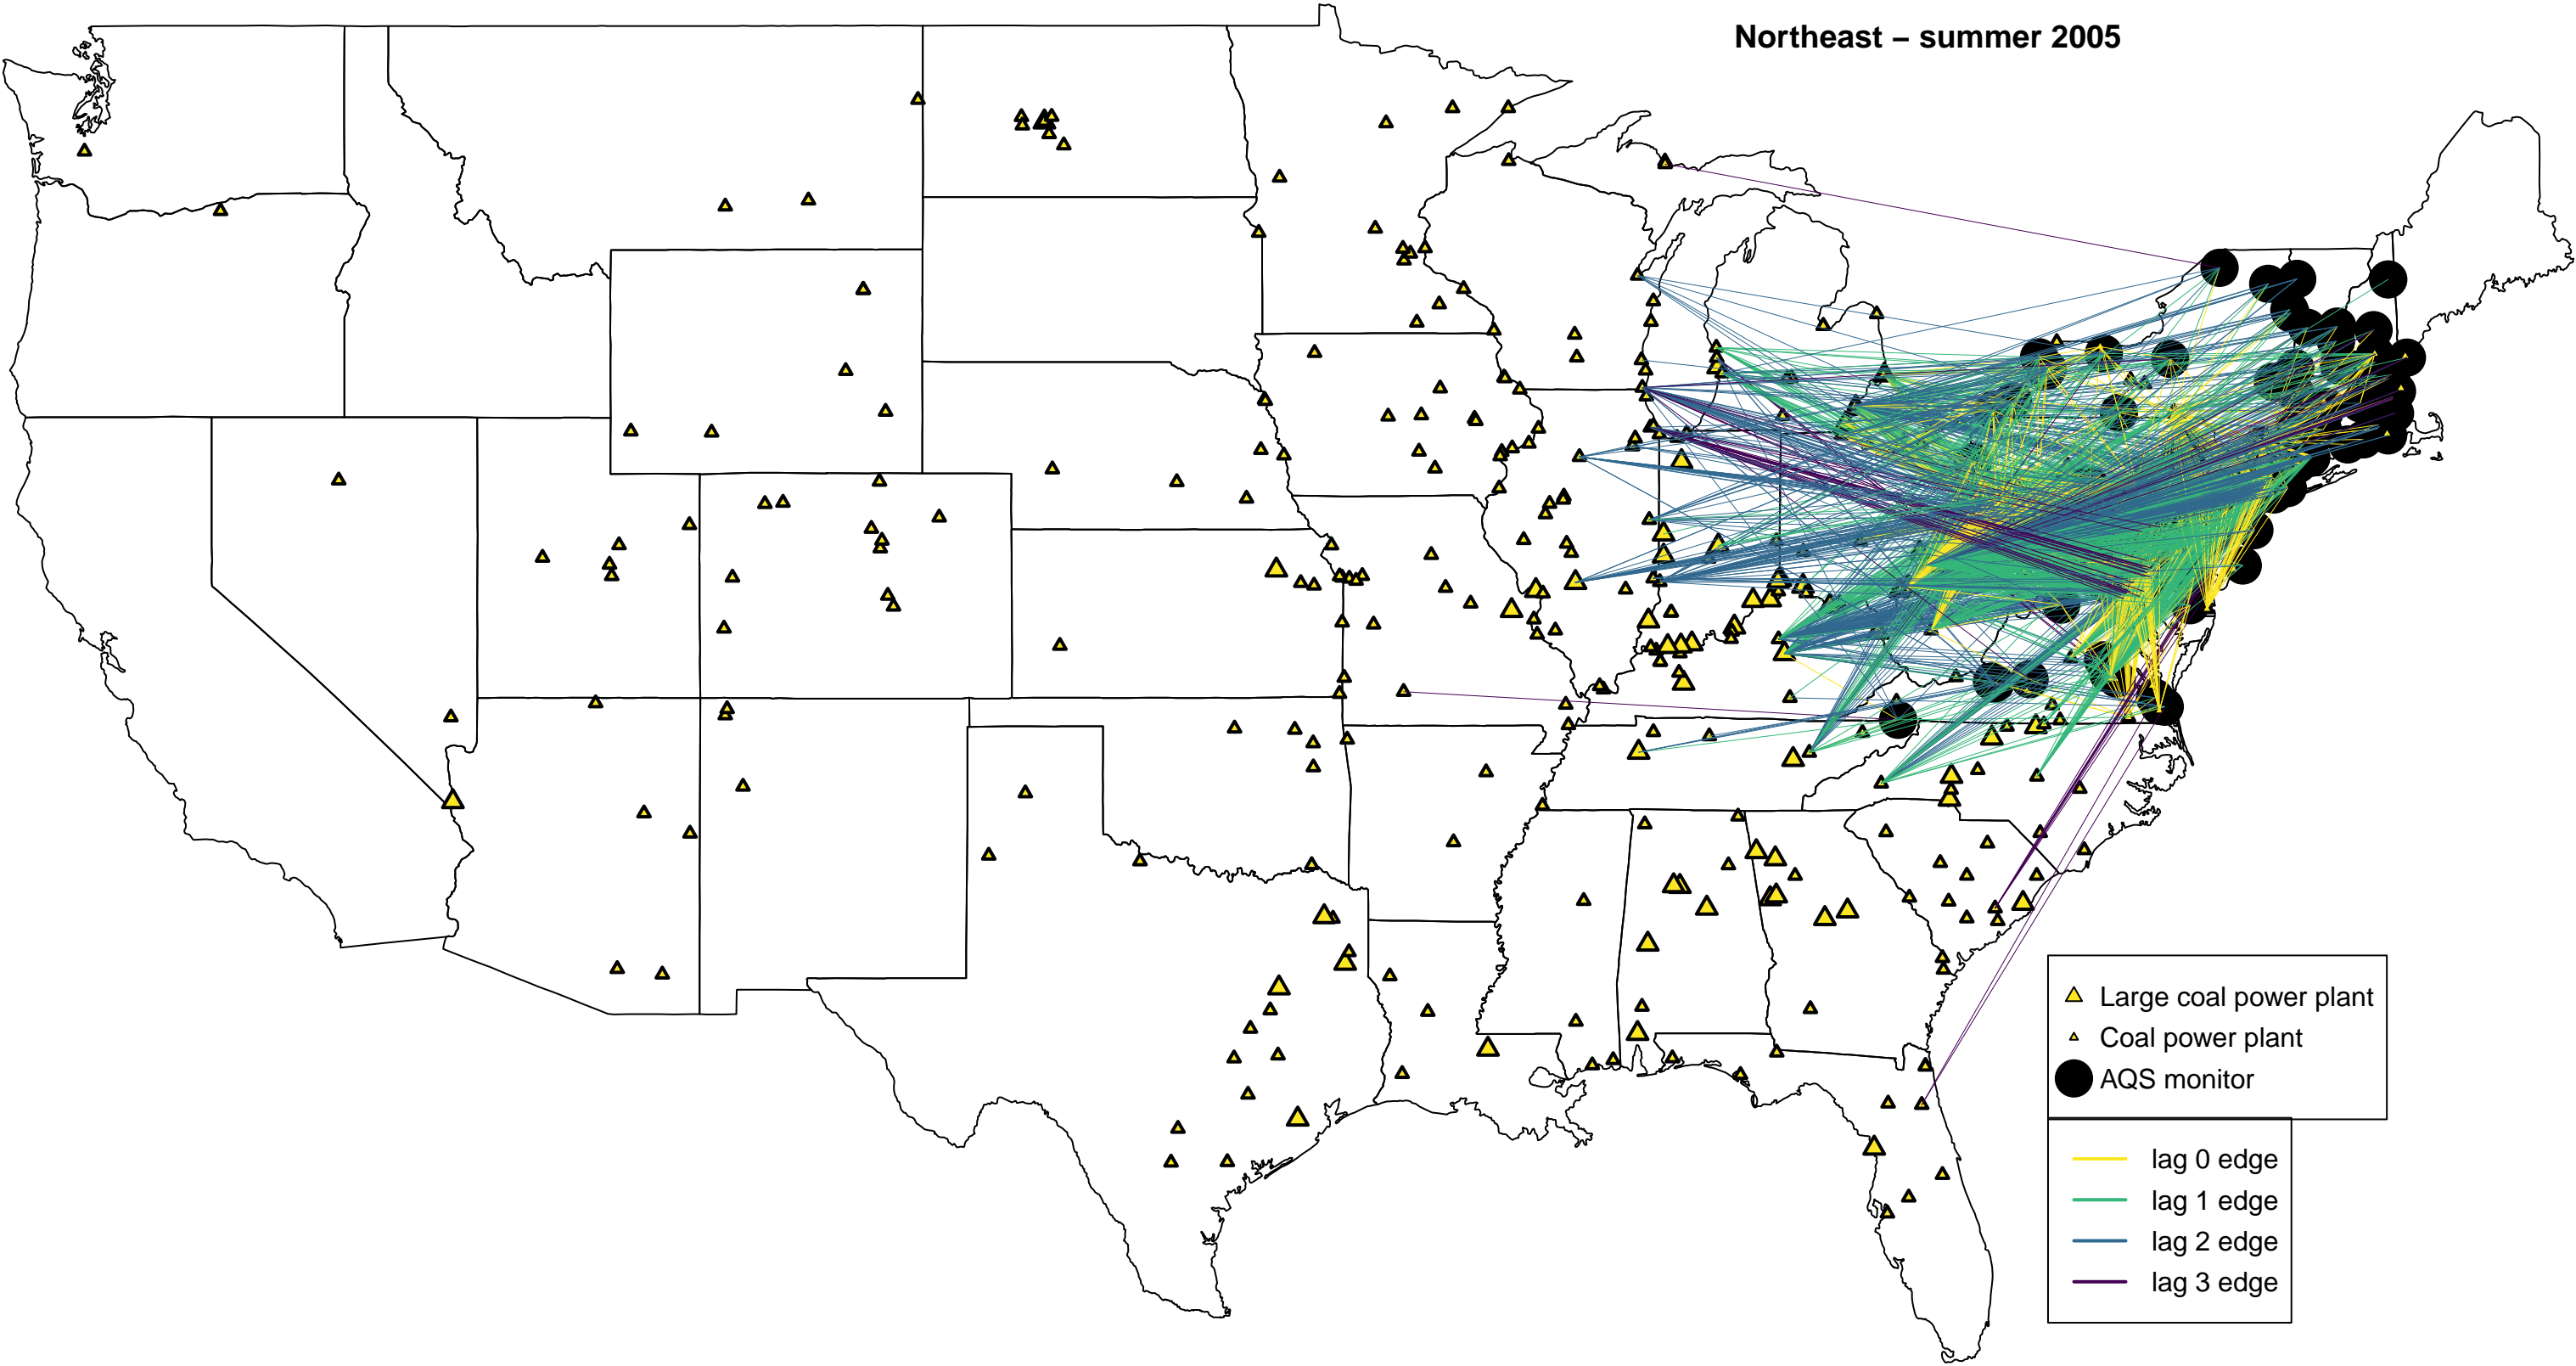 Northeast – summer 2005
Large coal power plant
Coal power plant
AQS monitor
lag 0 edge
lag 1 edge
lag 2 edge
lag 3 edge